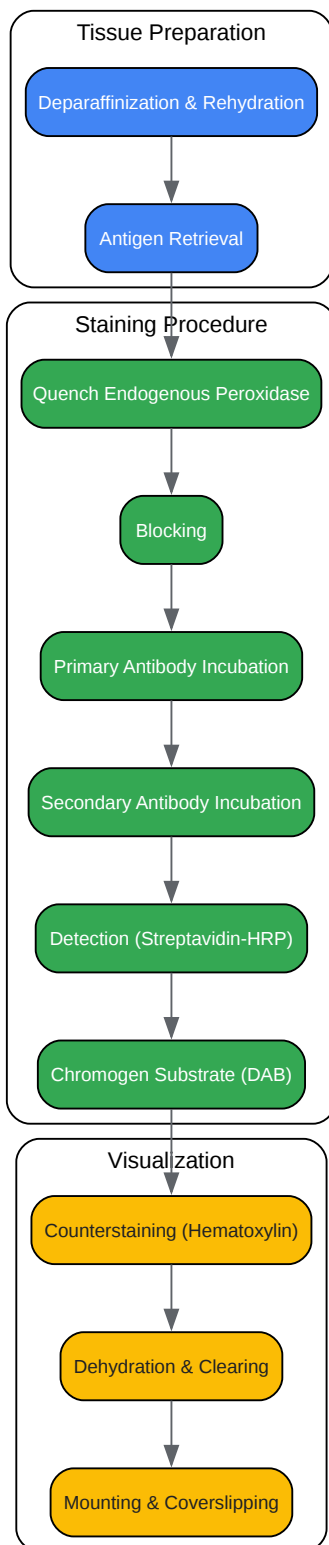 Tissue Preparation
Deparaffinization & Rehydration
Antigen Retrieval
Staining Procedure
Quench Endogenous Peroxidase
Blocking
Primary Antibody Incubation
Secondary Antibody Incubation
Detection (Streptavidin-HRP)
Chromogen Substrate (DAB)
Visualization
Counterstaining (Hematoxylin)
Dehydration & Clearing
Mounting & Coverslipping